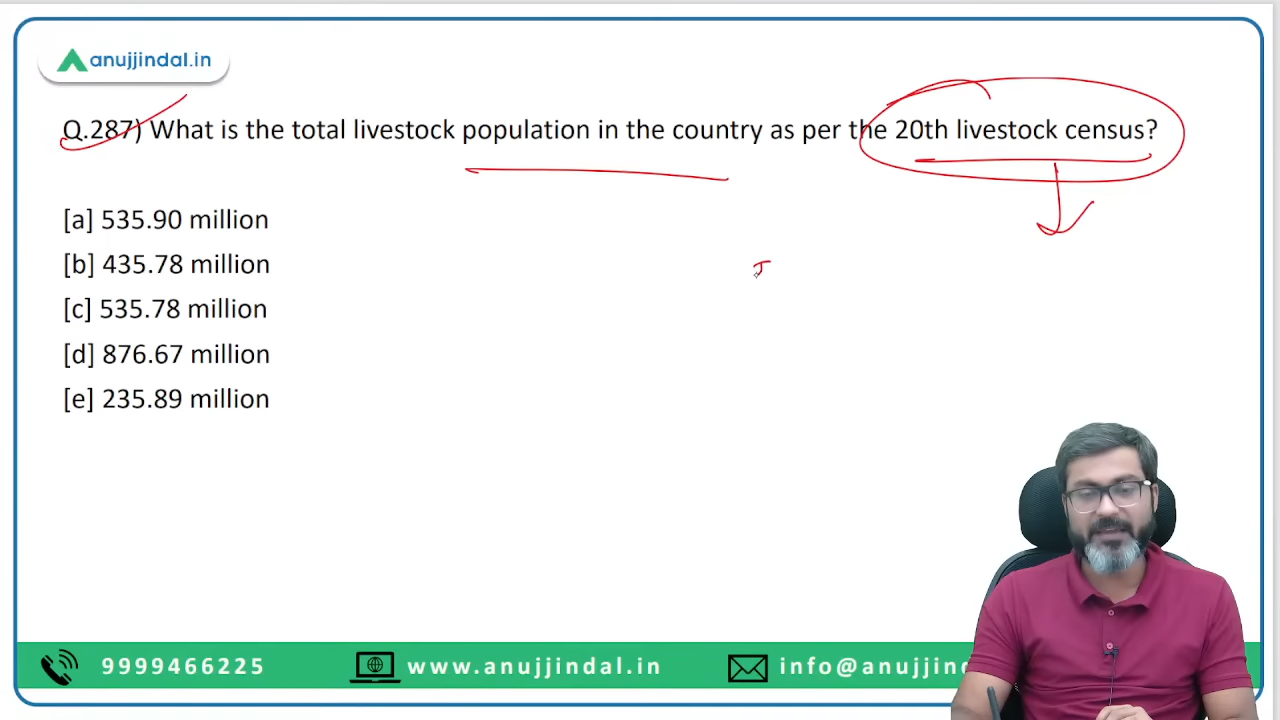 anujjindal.in
Q.287) What is the total livestock population in the country as per the 20th livestock census?
[a] 535.90 million
[b] 435.78 million
[c] 535.78 million
[d] 876.67 million
[e] 235.89 million
9999466225 www.anujjindal.in info@anujjind